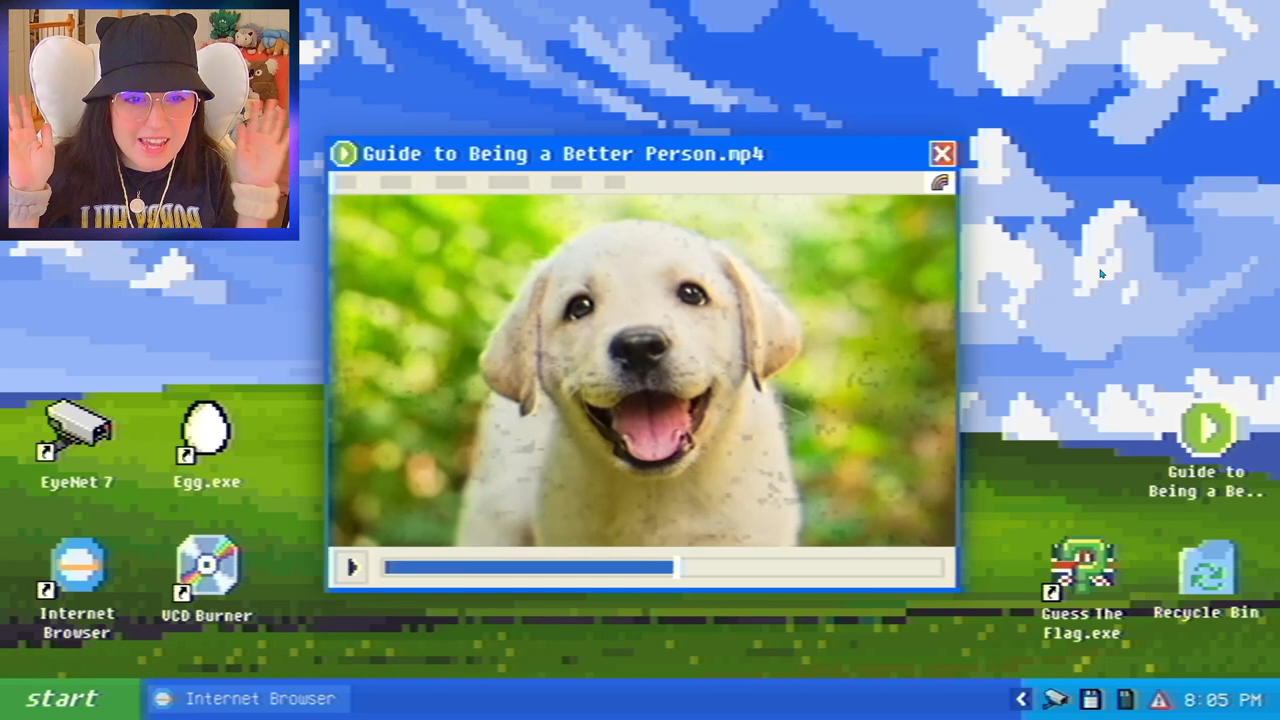 Guide to Being a Better Person.mp4
EyeNet 7
Egg.exe
Guide to
Being a Be..
Internet
Browser
VCD Burner
Guess The
Flag.exe
Recycle Bin
start
Internet Browser
8:05 PM